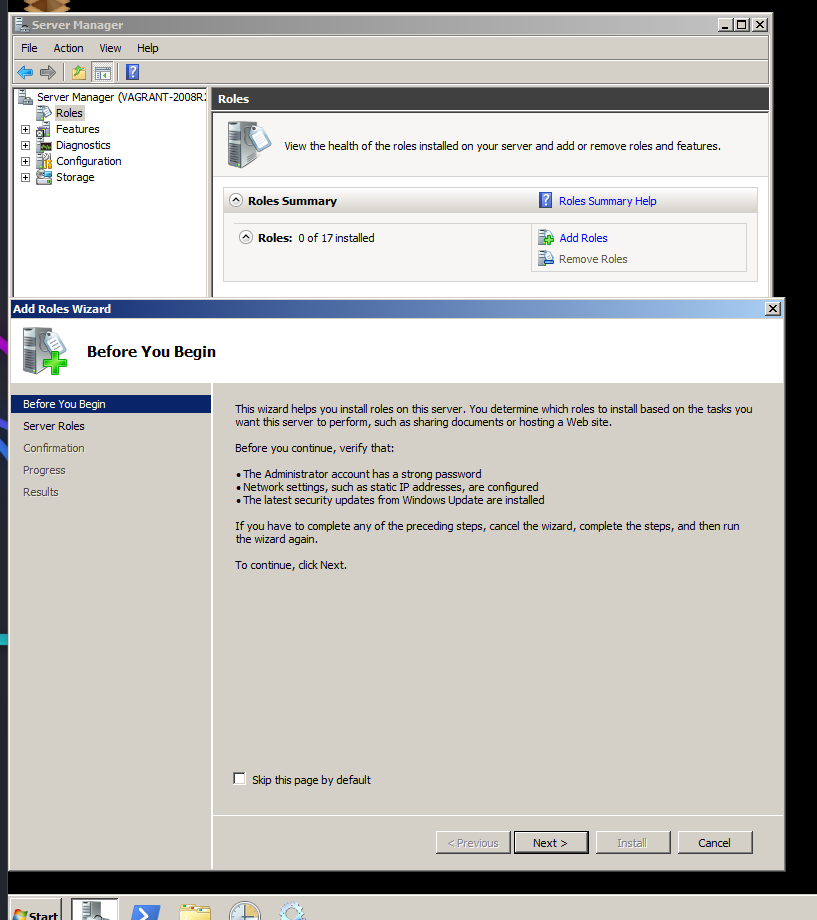 Server Manager
File Action View Help
Server Manager (VAGRANT-2008R2
Roles
Features
Diagnostics
Configuration
Storage
Roles
View the health of the roles installed on your server and add or remove roles and features.
Roles Summary
Roles Summary Help
Roles: 0 of 17 installed
Add Roles
Remove Roles
Add Roles Wizard
Before You Begin
Before You Begin
Server Roles
Confirmation
Progress
Results
This wizard helps you install roles on this server. You determine which roles to install based on the tasks you
want this server to perform, such as sharing documents or hosting a Web site.
Before you continue, verify that:
• The Administrator account has a strong password
• Network settings, such as static IP addresses, are configured
• The latest security updates from Windows Update are installed
If you have to complete any of the preceding steps, cancel the wizard, complete the steps, and then run
the wizard again.
To continue, click Next.
Skip this page by default
< Previous Next > Install Cancel
Start